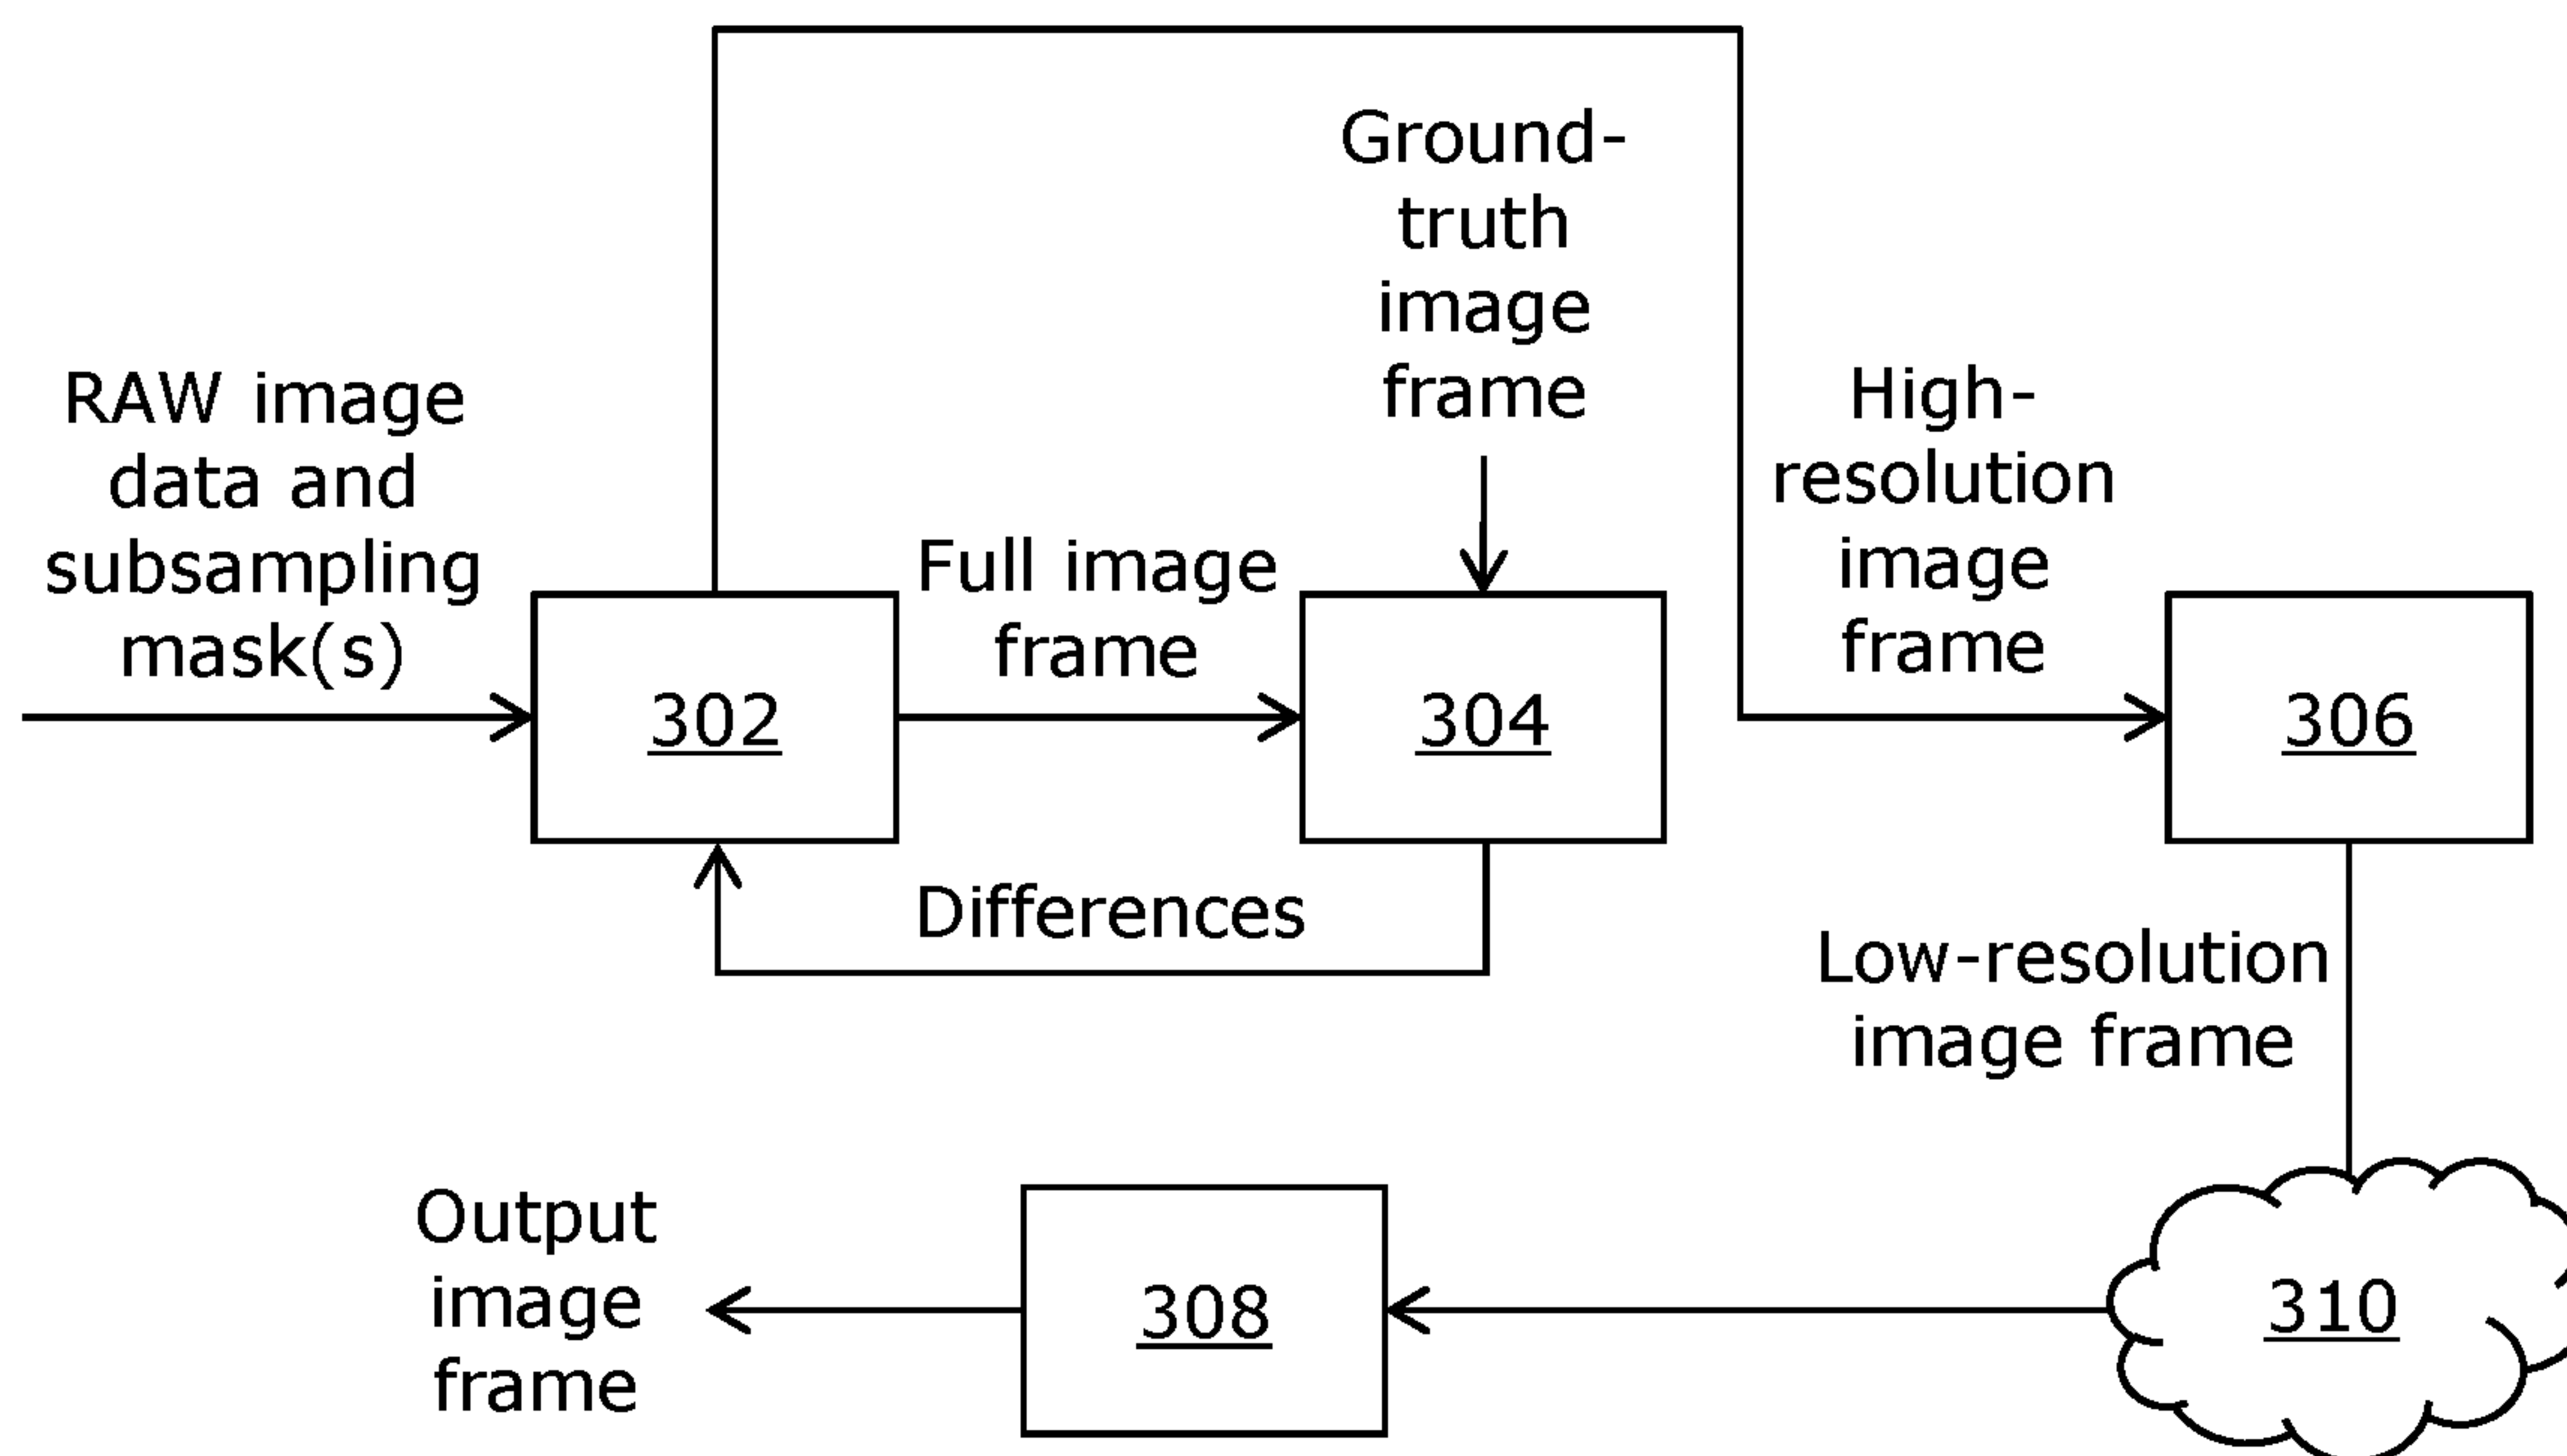 Ground-
truth
image
frame
RAW image
data and
subsampling
mask(s)
High-
resolution
image
frame
Full image
frame
302
304
306
Differences
Low-resolution
image frame
Output
image
frame
308
310